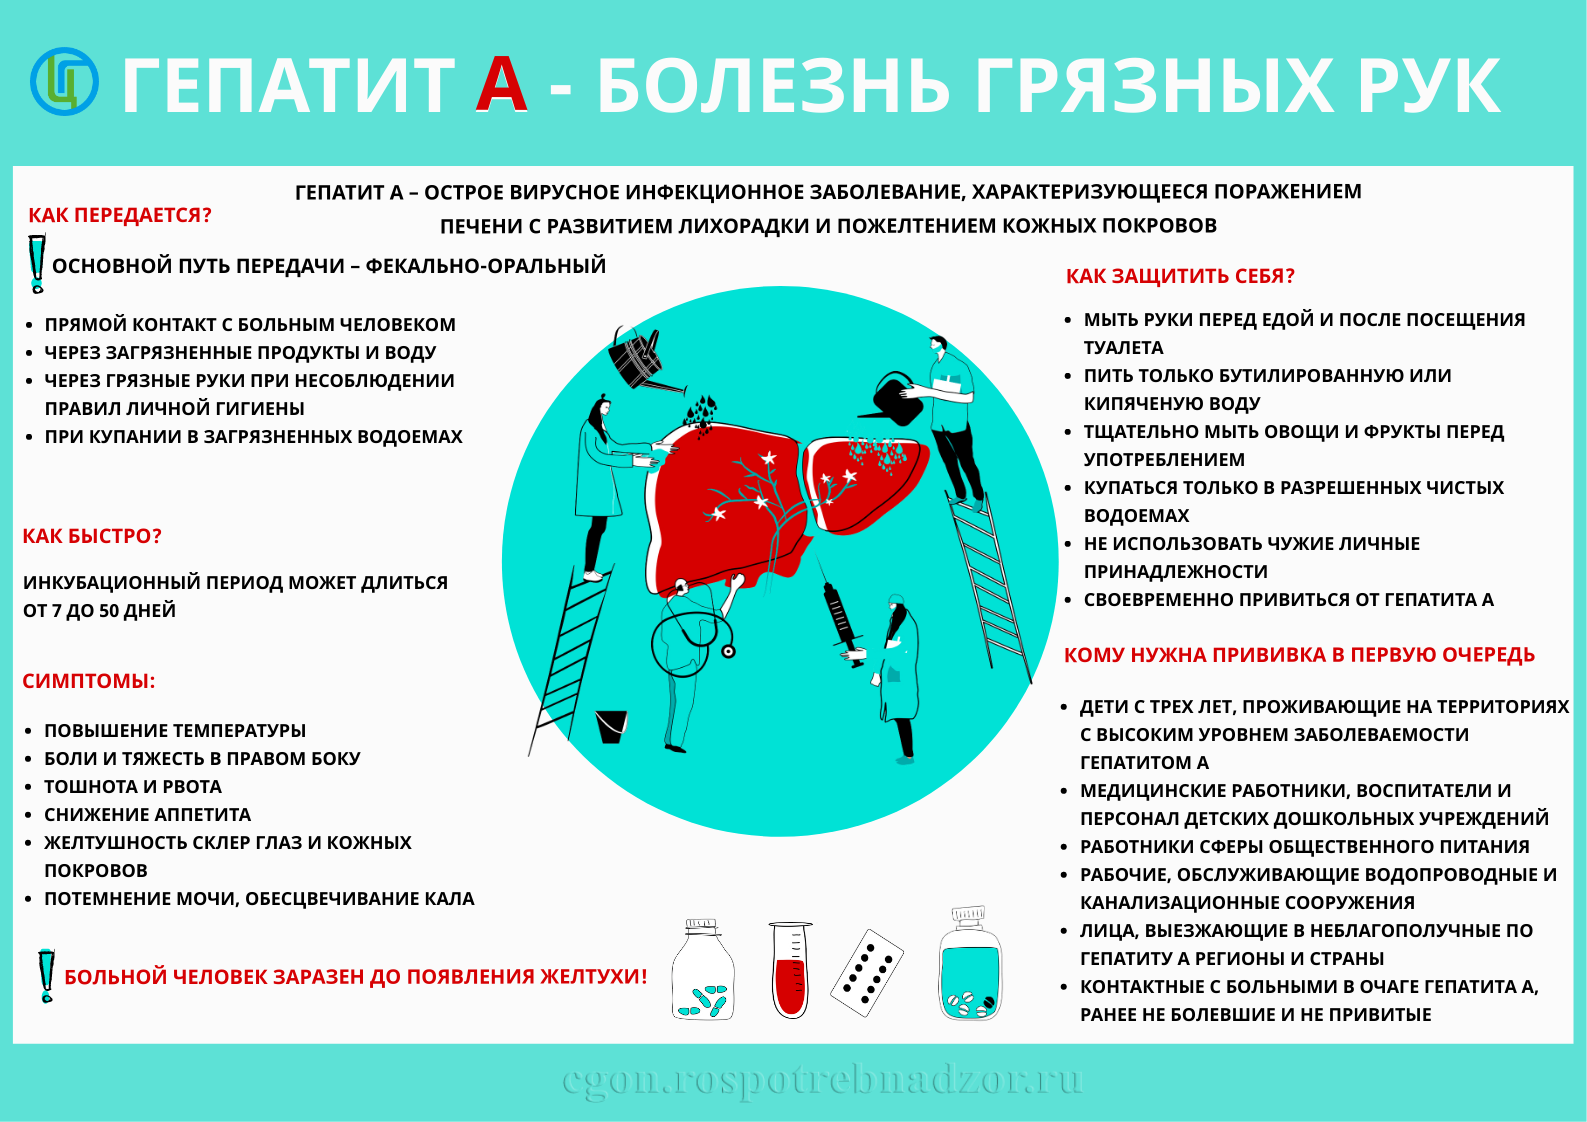 ГЕПАТИТ А - БОЛЕЗНЬ ГРЯЗНЫХ РУК
ГЕПАТИТ А – ОСТРОЕ ВИРУСНОЕ ИНФЕКЦИОННОЕ ЗАБОЛЕВАНИЕ, ХАРАКТЕРИЗУЮЩЕЕСЯ ПОРАЖЕНИЕМ
ПЕЧЕНИ С РАЗВИТИЕМ ЛИХОРАДКИ И ПОЖЕЛТЕНИЕМ КОЖНЫХ ПОКРОВОВ
КАК ПЕРЕДАЕТСЯ?
ОСНОВНОЙ ПУТЬ ПЕРЕДАЧИ – ФЕКАЛЬНО-ОРАЛЬНЫЙ
• ПРЯМОЙ КОНТАКТ С БОЛЬНЫМ ЧЕЛОВЕКОМ
• ЧЕРЕЗ ЗАГРЯЗНЕННЫЕ ПРОДУКТЫ И ВОДУ
• ЧЕРЕЗ ГРЯЗНЫЕ РУКИ ПРИ НЕСОБЛЮДЕНИИ
ПРАВИЛ ЛИЧНОЙ ГИГИЕНЫ
• ПРИ КУПАНИИ В ЗАГРЯЗНЕННЫХ ВОДОЕМАХ
КАК БЫСТРО?
ИНКУБАЦИОННЫЙ ПЕРИОД МОЖЕТ ДЛИТЬСЯ
ОТ 7 ДО 50 ДНЕЙ
СИМПТОМЫ:
• ПОВЫШЕНИЕ ТЕМПЕРАТУРЫ
• БОЛИ И ТЯЖЕСТЬ В ПРАВОМ БОКУ
• ТОШНОТА И РВОТА
• СНИЖЕНИЕ АППЕТИТА
• ЖЕЛТУШНОСТЬ СКЛЕР ГЛАЗ И КОЖНЫХ
ПОКРОВОВ
• ПОТЕМНЕНИЕ МОЧИ, ОБЕСЦВЕЧИВАНИЕ КАЛА
БОЛЬНОЙ ЧЕЛОВЕК ЗАРАЗЕН ДО ПОЯВЛЕНИЯ ЖЕЛТУХИ!
КАК ЗАЩИТИТЬ СЕБЯ?
• МЫТЬ РУКИ ПЕРЕД ЕДОЙ И ПОСЛЕ ПОСЕЩЕНИЯ
ТУАЛЕТА
• ПИТЬ ТОЛЬКО БУТИЛИРОВАННУЮ ИЛИ
КИПЯЧЕНУЮ ВОДУ
• ТЩАТЕЛЬНО МЫТЬ ОВОЩИ И ФРУКТЫ ПЕРЕД
УПОТРЕБЛЕНИЕМ
• КУПАТЬСЯ ТОЛЬКО В РАЗРЕШЕННЫХ ЧИСТЫХ
ВОДОЕМАХ
• НЕ ИСПОЛЬЗОВАТЬ ЧУЖИЕ ЛИЧНЫЕ
ПРИНАДЛЕЖНОСТИ
• СВОЕВРЕМЕННО ПРИВИТЬСЯ ОТ ГЕПАТИТА А
КОМУ НУЖНА ПРИВИВКА В ПЕРВУЮ ОЧЕРЕДЬ
• ДЕТИ С ТРЕХ ЛЕТ, ПРОЖИВАЮЩИЕ НА ТЕРРИТОРИЯХ
С ВЫСОКИМ УРОВНЕМ ЗАБОЛЕВАЕМОСТИ
ГЕПАТИТОМ А
• МЕДИЦИНСКИЕ РАБОТНИКИ, ВОСПИТАТЕЛИ И
ПЕРСОНАЛ ДЕТСКИХ ДОШКОЛЬНЫХ УЧРЕЖДЕНИЙ
• РАБОТНИКИ СФЕРЫ ОБЩЕСТВЕННОГО ПИТАНИЯ
• РАБОЧИЕ, ОБСЛУЖИВАЮЩИЕ ВОДОПРОВОДНЫЕ И
КАНАЛИЗАЦИОННЫЕ СООРУЖЕНИЯ
• ЛИЦА, ВЫЕЗЖАЮЩИЕ В НЕБЛАГОПОЛУЧНЫЕ ПО
ГЕПАТИТУ А РЕГИОНЫ И СТРАНЫ
• КОНТАКТНЫЕ С БОЛЬНЫМИ В ОЧАГЕ ГЕПАТИТА А,
РАНЕЕ НЕ БОЛЕВШИЕ И НЕ ПРИВИТЫЕ
cgon.rospotrebnadzor.ru